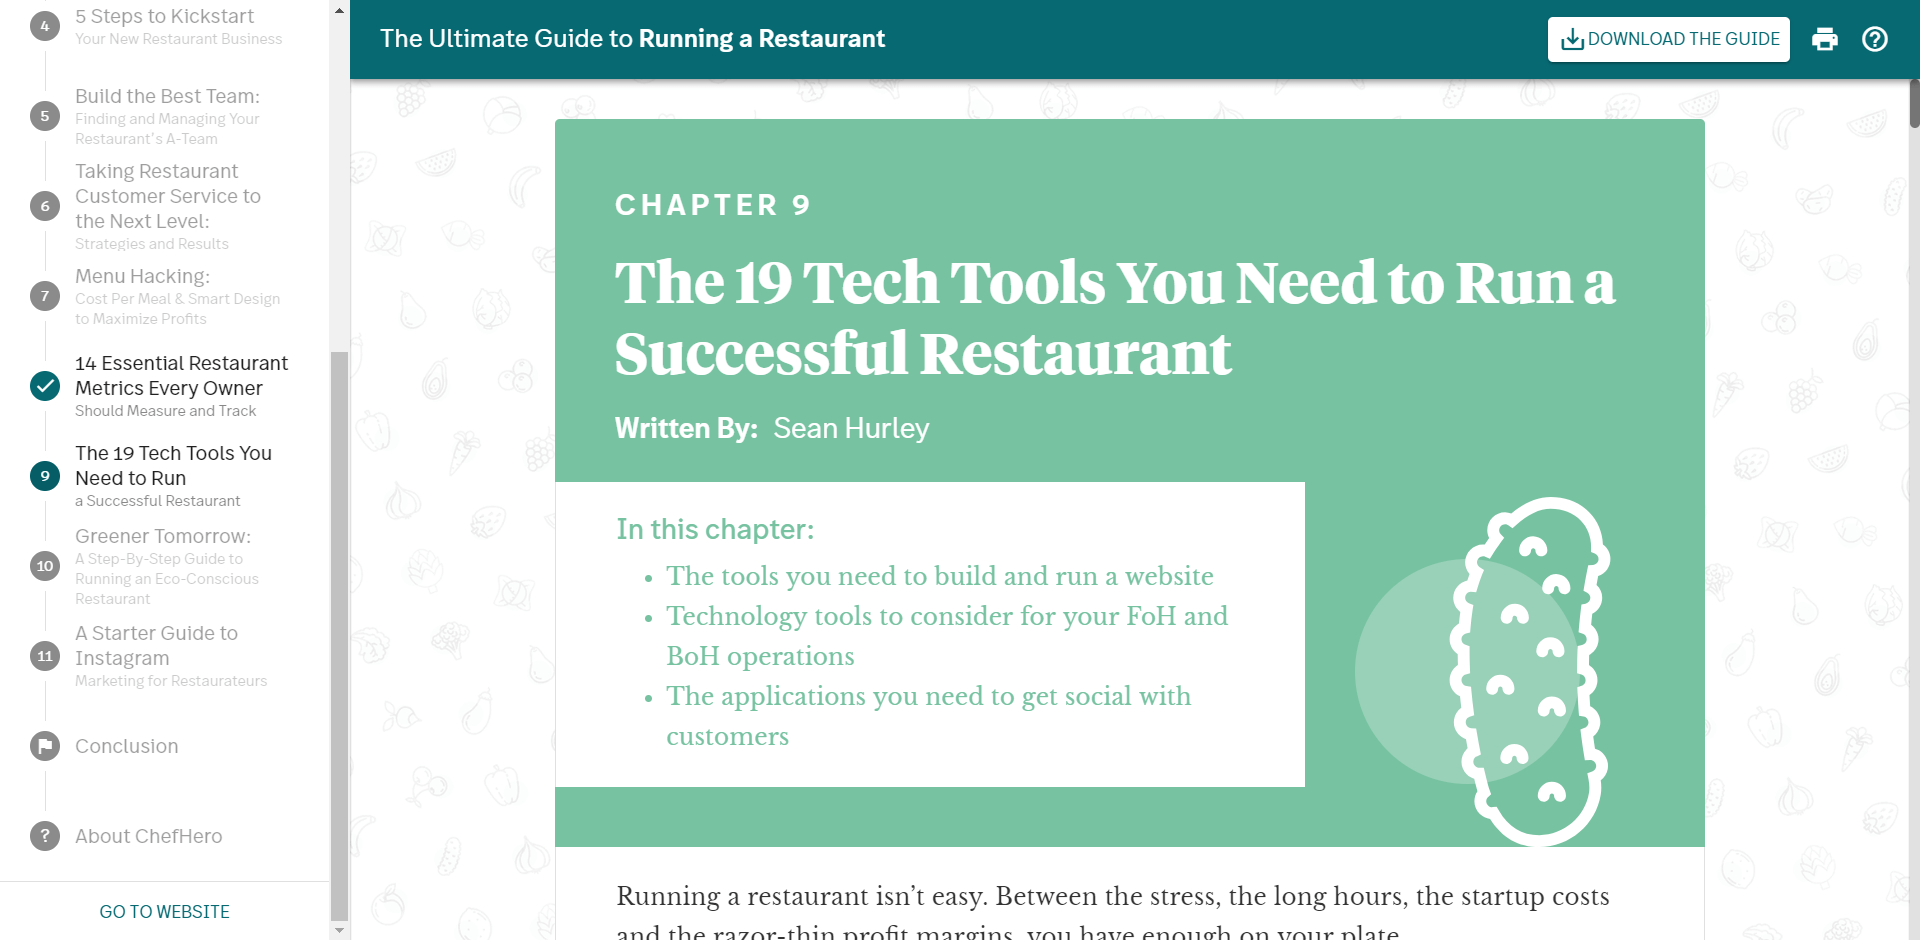 4
5 Steps to Kickstart
Your New Restaurant Business
5
Build the Best Team:
Finding and Managing Your
Restaurant's A-Team
6
Taking Restaurant
Customer Service to
the Next Level:
Strategies and Results
7
Menu Hacking:
Cost Per Meal & Smart Design
to Maximize Profits
14 Essential Restaurant
Metrics Every Owner
Should Measure and Track
9
The 19 Tech Tools You
Need to Run
a Successful Restaurant
10
Greener Tomorrow:
A Step-By-Step Guide to
Running an Eco-Conscious
Restaurant
11
A Starter Guide to
Instagram
Marketing for Restaurateurs
Conclusion
?
About ChefHero
GO TO WEBSITE
The Ultimate Guide to Running a Restaurant
DOWNLOAD THE GUIDE
?
CHAPTER 9
The 19 Tech Tools You Need to Run a
Successful Restaurant
Written By: Sean Hurley
In this chapter:
• The tools you need to build and run a website
• Technology tools to consider for your FoH and
BoH operations
• The applications you need to get social with
customers
Running a restaurant isn’t easy. Between the stress, the long hours, the startup costs
and the razor-thin profit margins, you have enough on your plate.